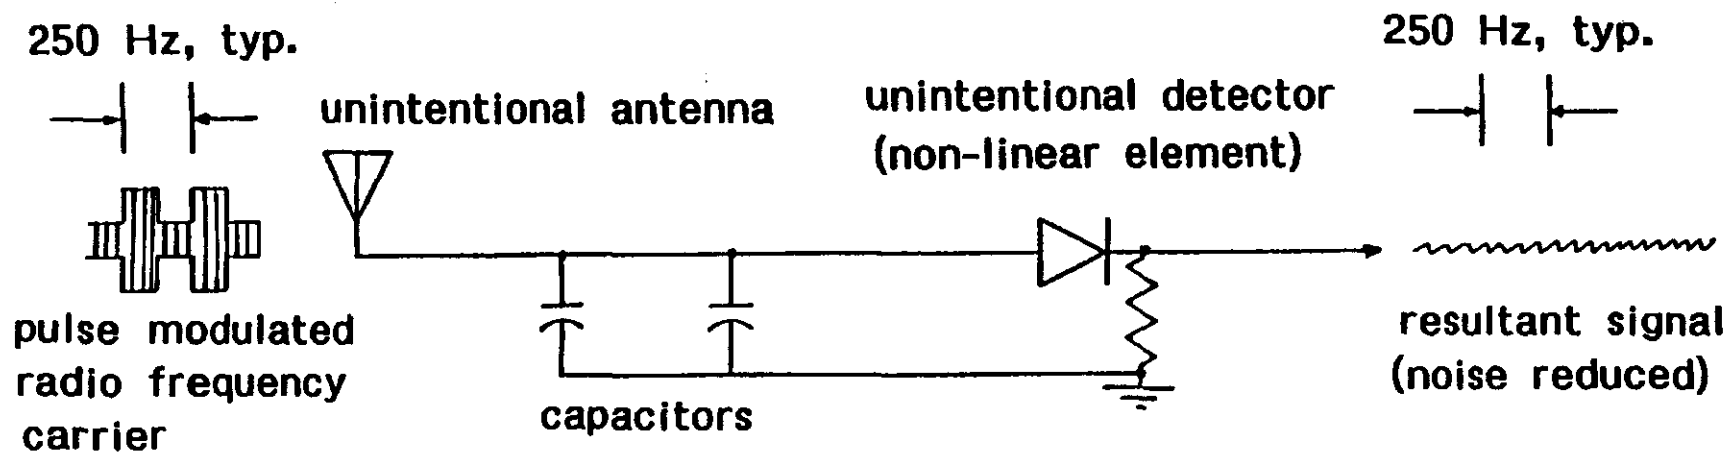 250 Hz, typ.
250 Hz, typ.
unintentional antenna
unintentional detector
(non-linear element)
pulse modulated
radio frequency
carrier
capacitors
resultant signal
(noise reduced)